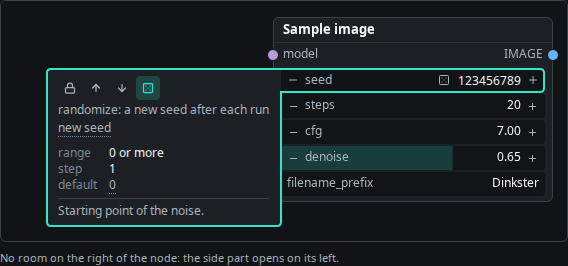 Sample image
model IMAGE
− seed 123456789 +
− steps 20 +
− cfg 7.00 +
− denoise 0.65 +
filename_prefix Dinkster
randomize: a new seed after each run
new seed
range 0 or more
step 1
default 0
Starting point of the noise.
No room on the right of the node: the side part opens on its left.